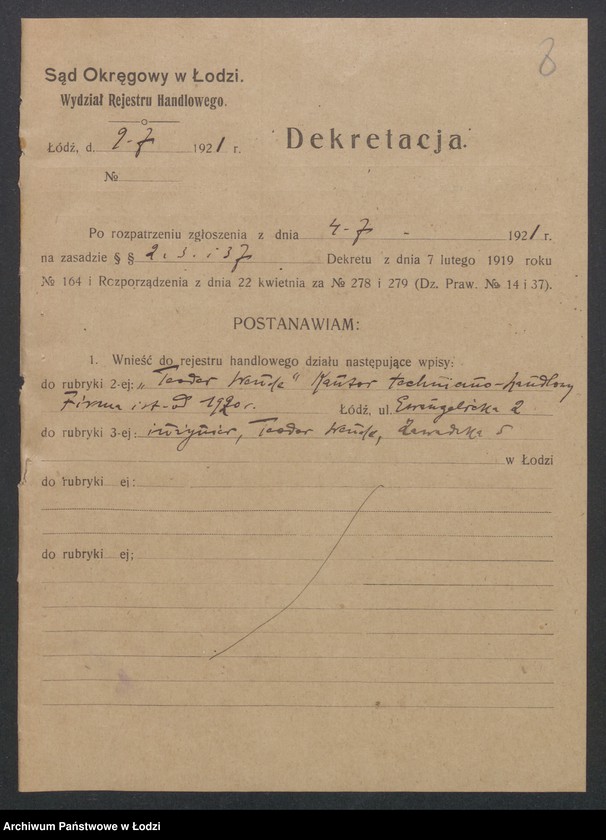 8
Sąd Okręgowy w Łodzi.
Wydział Rejestru Handlowego.
Łódź, d. 9-7 1921 r.
Dekretacja.
№
Po rozpatrzeniu zgłoszenia z dnia 4-7 - 1921 r.
na zasadzie § § 2. 3. i 37 Dekretu z dnia 7 lutego 1919 roku
№ 164 i Rozporządzenia z dnia 22 kwietnia za № 278 i 279 (Dz. Praw. № 14 i 37).
POSTANAWIAM:
1. Wnieść do rejestru handlowego działu następujące wpisy:
do rubryki 2-ej: „Teodor" Kantor techniczno-handlowy
Firma ist. od 1920 r. Łódź, ul. Ewangelicka 2
do rubryki 3-ej: inżynier, Teodor Zawadzka 5
w Łodzi
do rubryki ej:
do rubryki ej;
Archiwum Państwowe w Łodzi